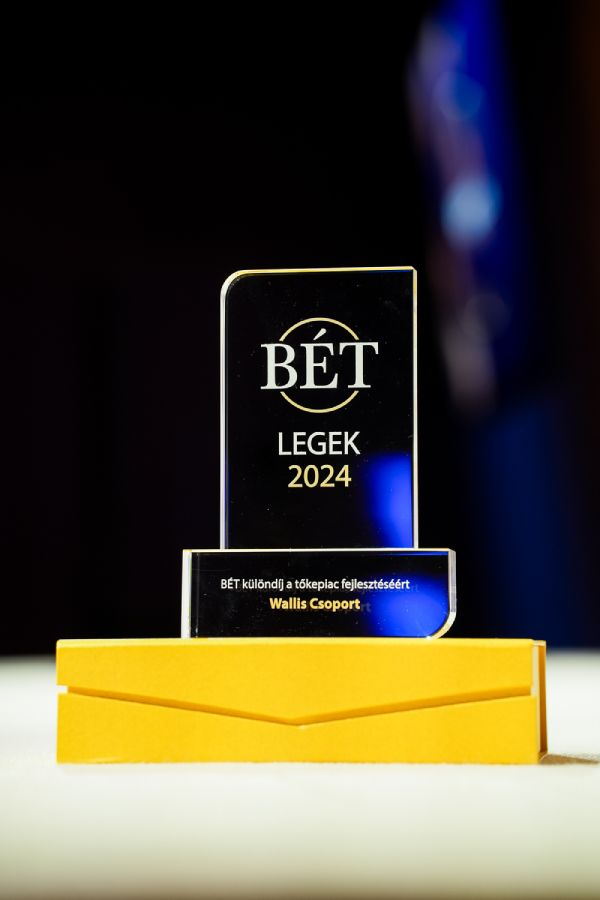 BÉT
LEGEK
2024
BÉT különdíj a tőkepiac fejlesztéséért
Wallis Csoport